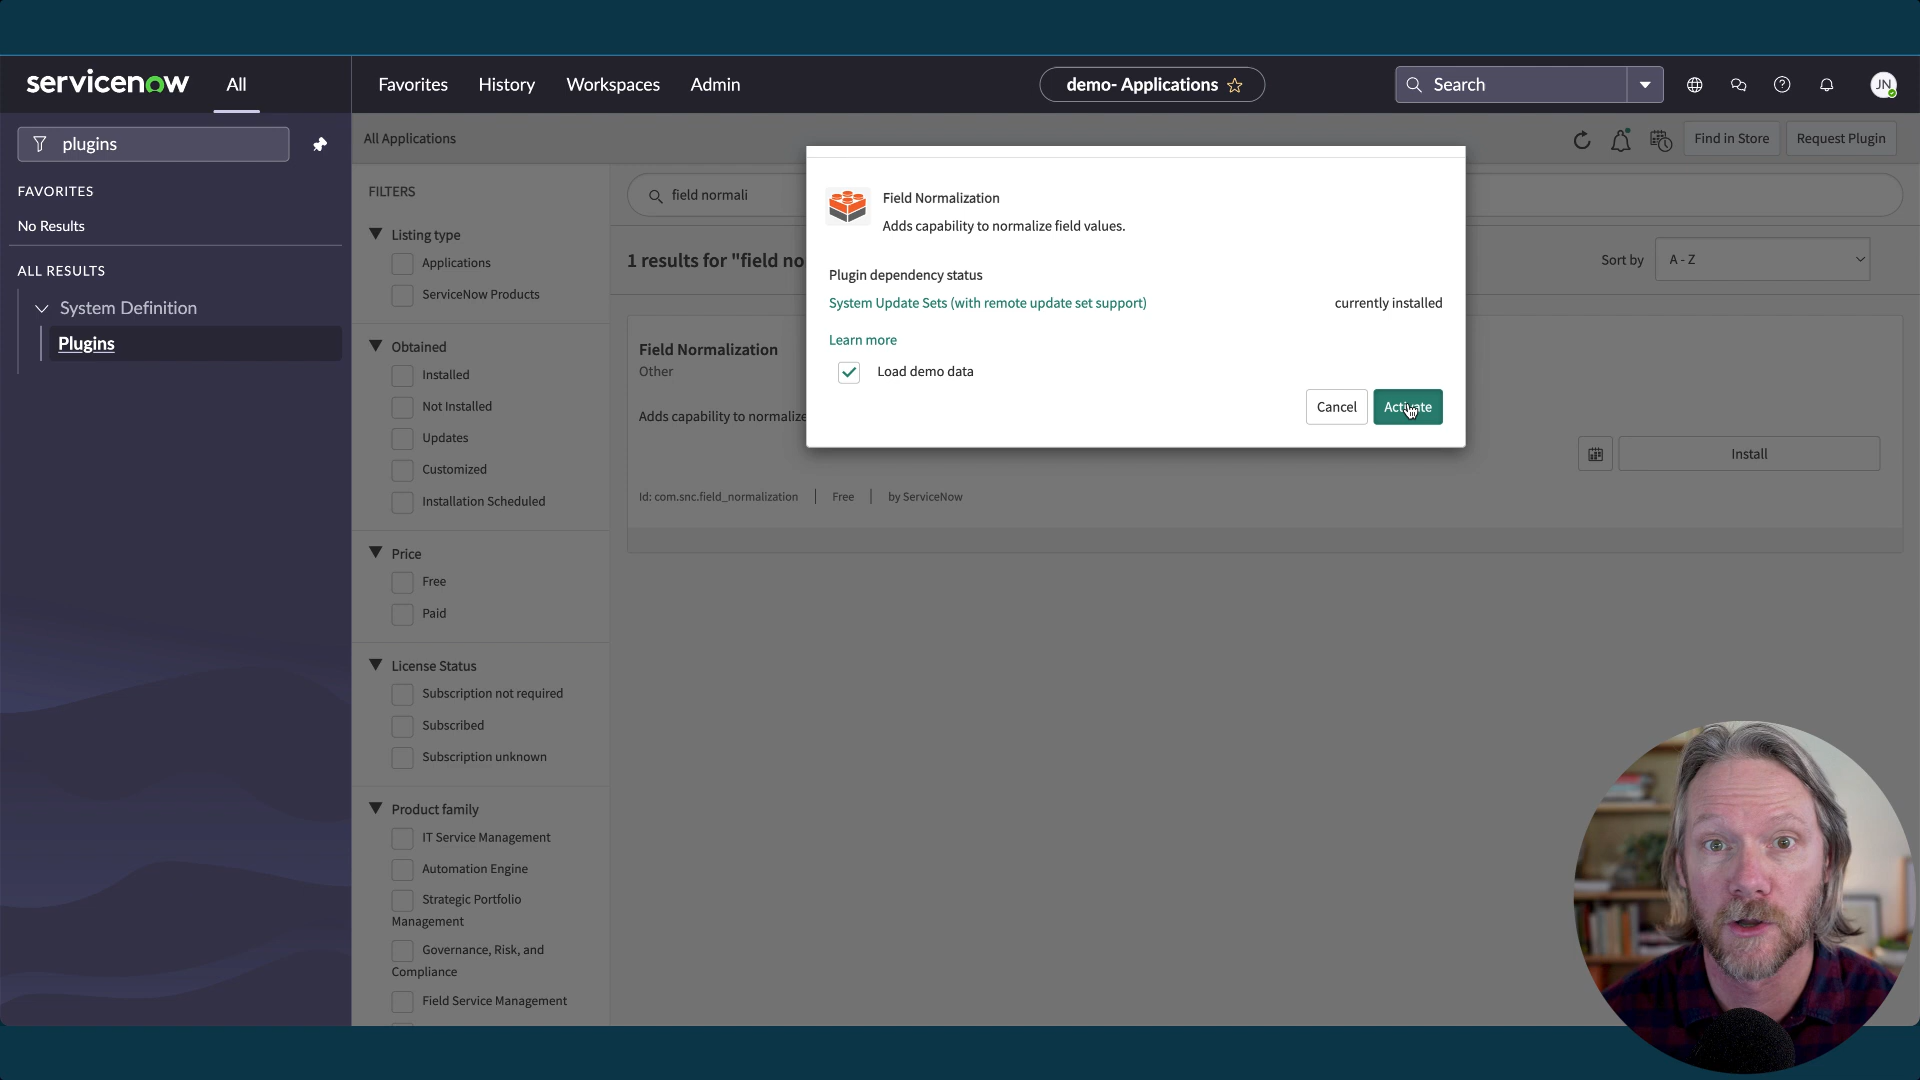 servicenow
All
Favorites
History
Workspaces
Admin
demo- Applications
Search
JN
plugins
FAVORITES
No Results
ALL RESULTS
System Definition
Plugins
All Applications
Find in Store
Request Plugin
FILTERS
Listing type
Applications
ServiceNow Products
Obtained
Installed
Not Installed
Updates
Customized
Installation Scheduled
Price
Free
Paid
License Status
Subscription not required
Subscribed
Subscription unknown
Product family
IT Service Management
Automation Engine
Strategic Portfolio
Management
Governance, Risk, and
Compliance
Field Service Management
field normali
1 results for "field no
Sort by
A - Z
Field Normalization
Other
Adds capability to normalize
Install
Id: com.snc.field_normalization
Free
by ServiceNow
Field Normalization
Adds capability to normalize field values.
Plugin dependency status
System Update Sets (with remote update set support)
currently installed
Learn more
Load demo data
Cancel
Activate